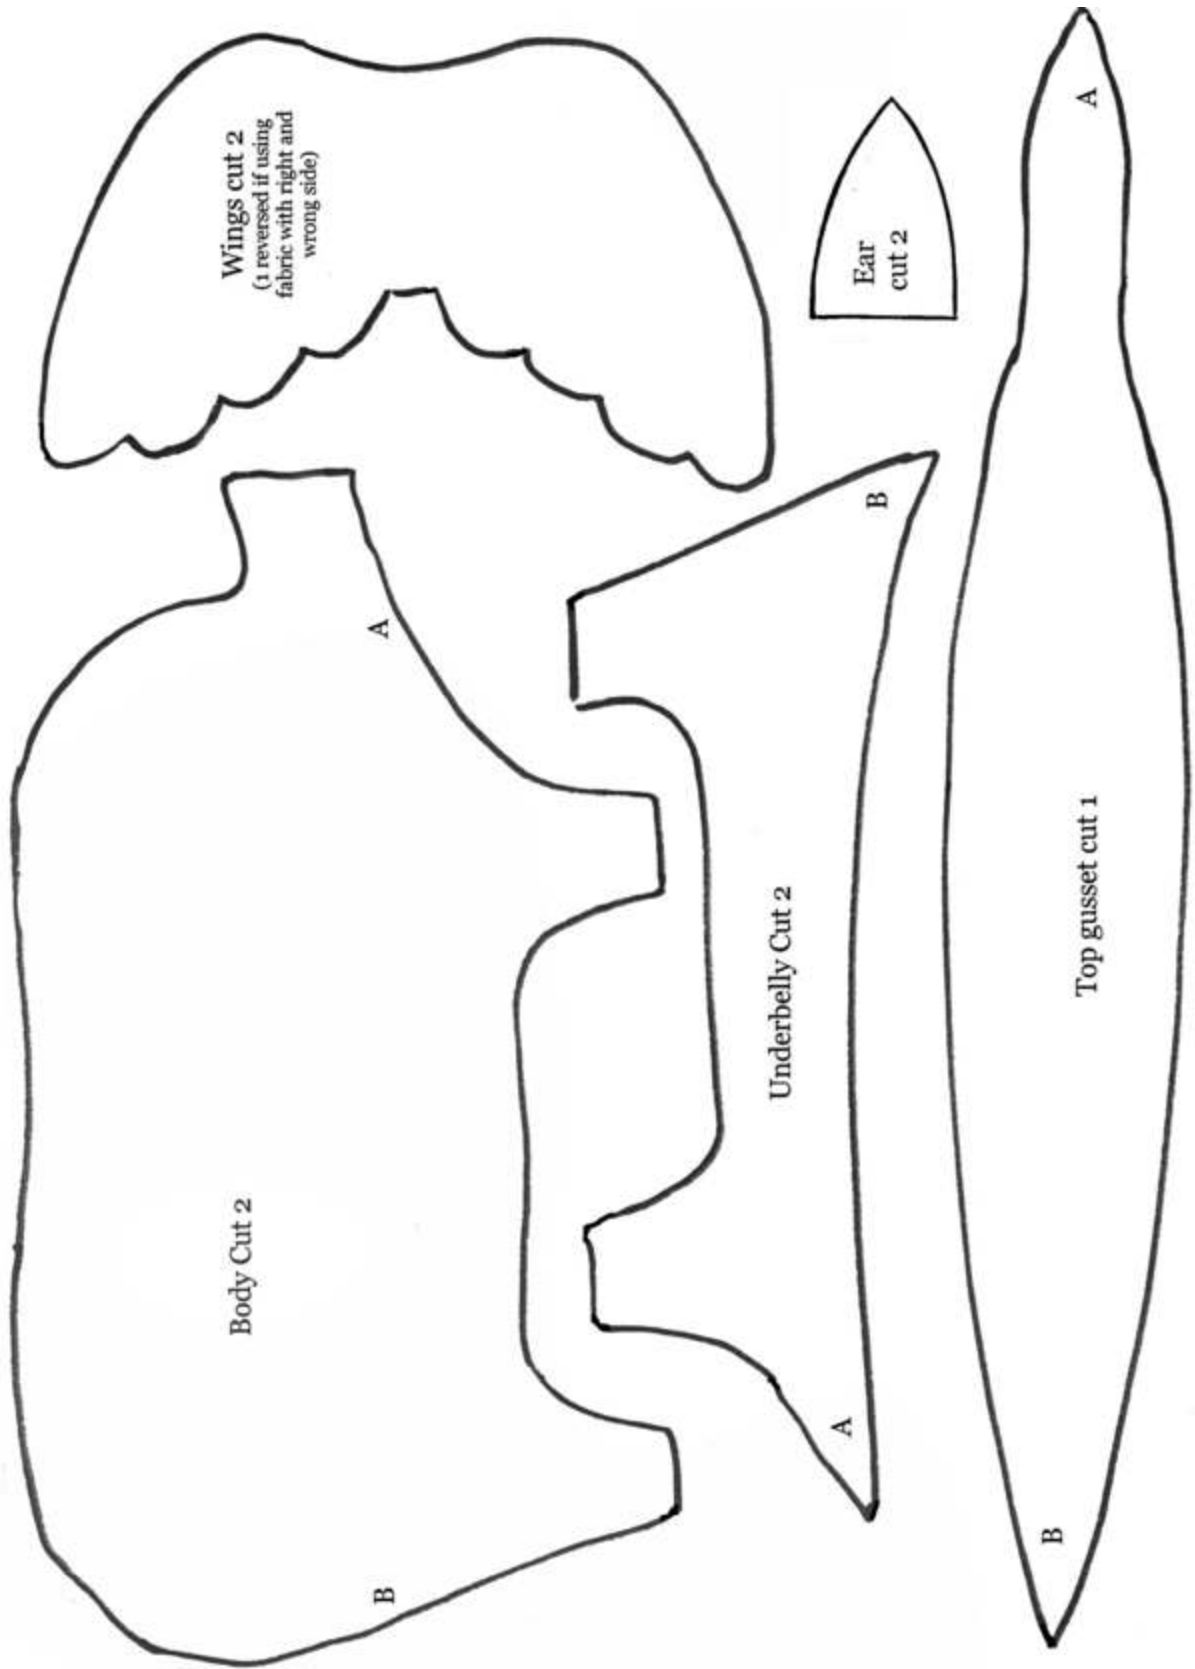 Wings cut 2
(1 reversed if using
fabric with right and
wrong side)
A
Ear
cut 2
B
A
Body Cut 2
B
Underbelly Cut 2
A
Top gusset cut 1
B